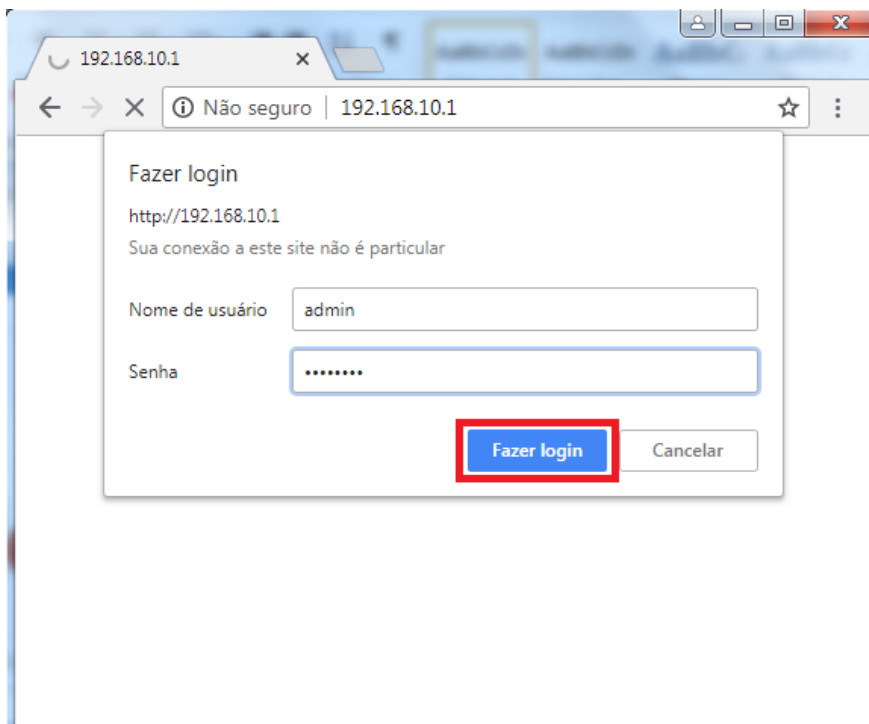 192.168.10.1
Não seguro | 192.168.10.1
Fazer login
http://192.168.10.1
Sua conexão a este site não é particular
Nome de usuário admin
Senha ••••••••
Fazer login Cancelar